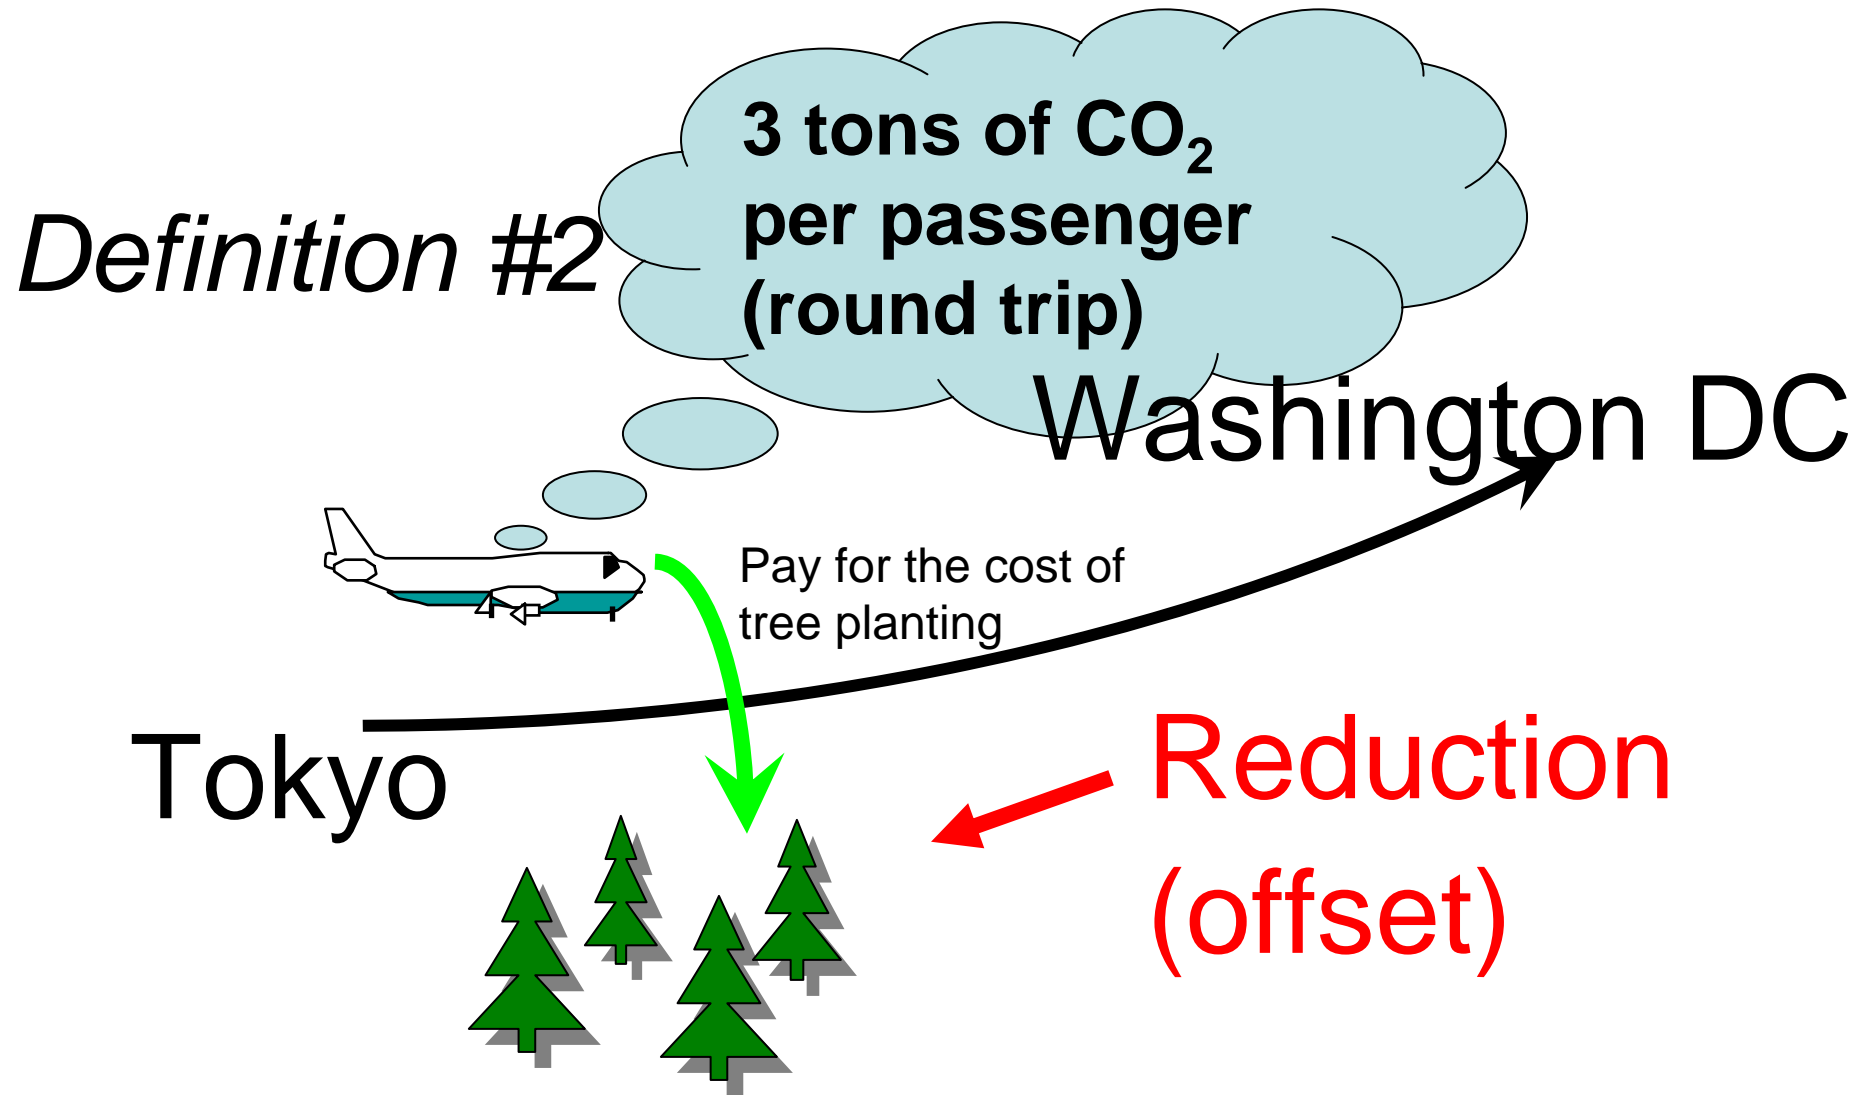 Definition #2
3 tons of CO₂
per passenger
(round trip)
Washington DC
Pay for the cost of
tree planting
Tokyo
Reduction
(offset)